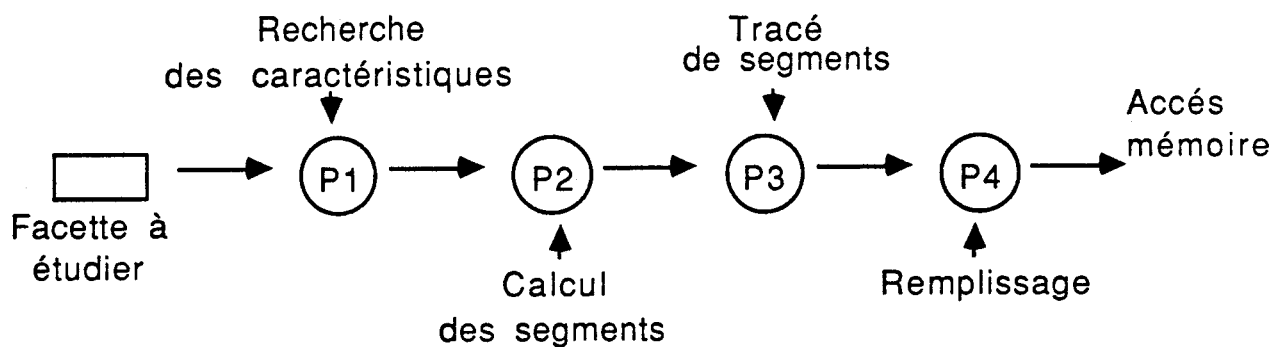 Recherche
des caractéristiques
Tracé
de segments
Accés
mémoire
P1
P2
P3
P4
Facette à
étudier
Calcul
des segments
Remplissage